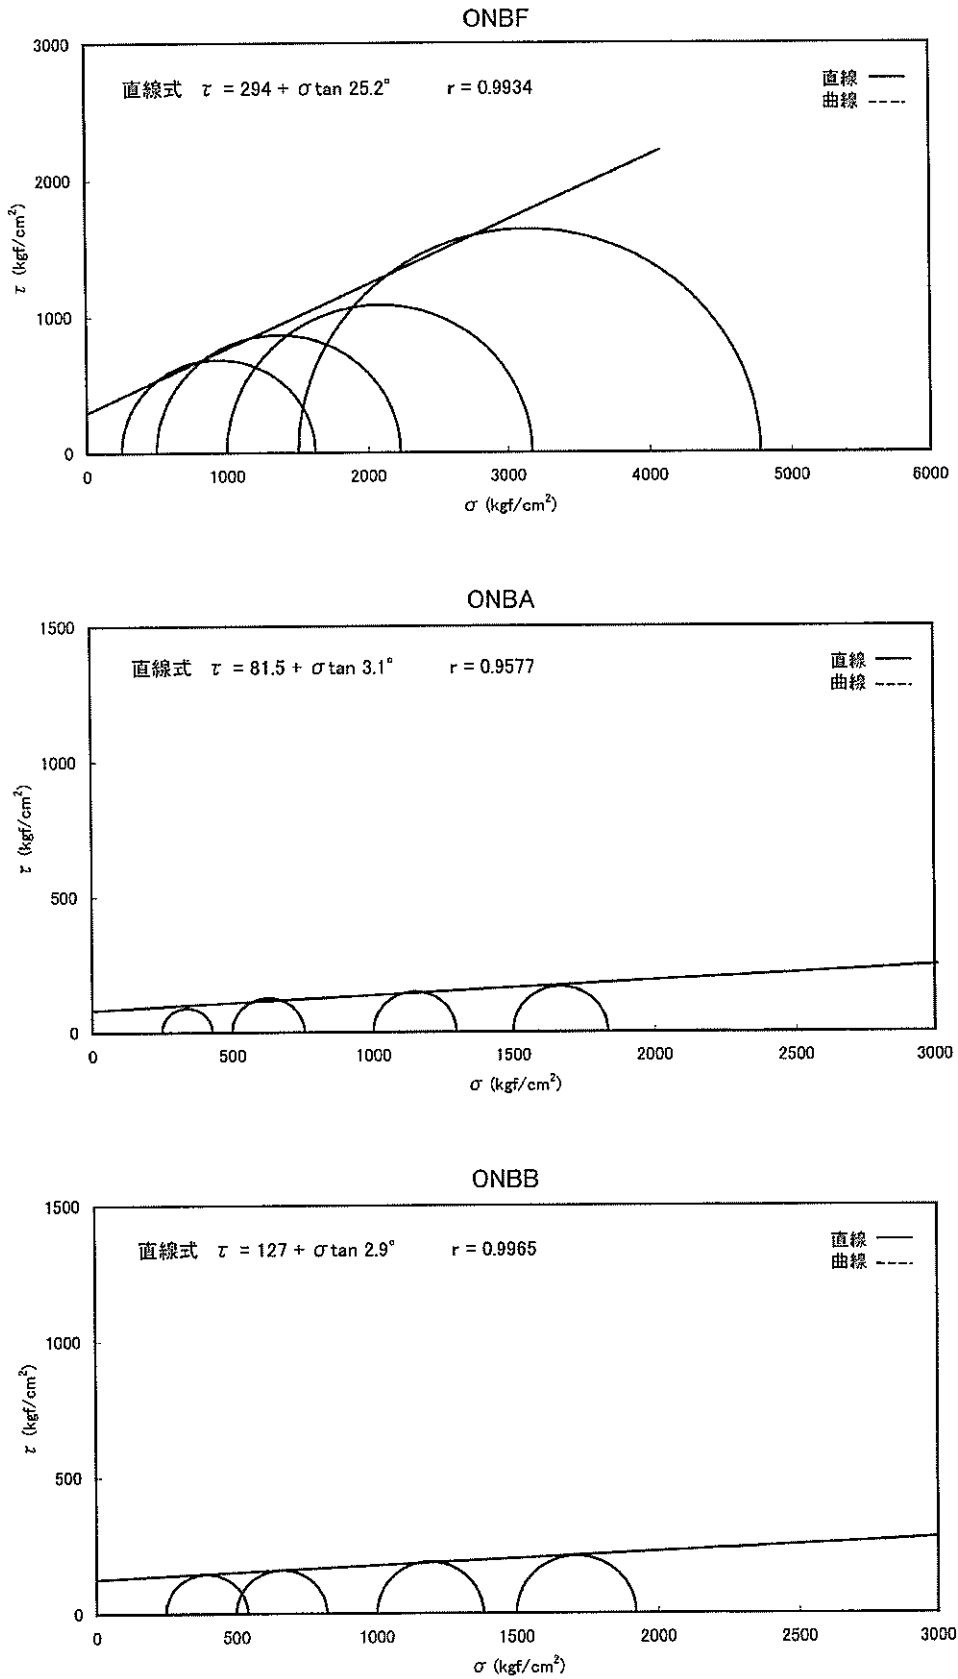 ONBF
3000
直線式 τ = 294 + σ tan 25.2° r = 0.9934
直線
曲線
2000
1000
0
τ (kgf/cm²)
0 1000 2000 3000 4000 5000 6000
σ (kgf/cm²)
ONBA
1500
直線式 τ = 81.5 + σ tan 3.1° r = 0.9577
直線
曲線
1000
500
0
τ (kgf/cm²)
0 500 1000 1500 2000 2500 3000
σ (kgf/cm²)
ONBB
1500
直線式 τ = 127 + σ tan 2.9° r = 0.9965
直線
曲線
1000
500
0
τ (kgf/cm²)
0 500 1000 1500 2000 2500 3000
σ (kgf/cm²)